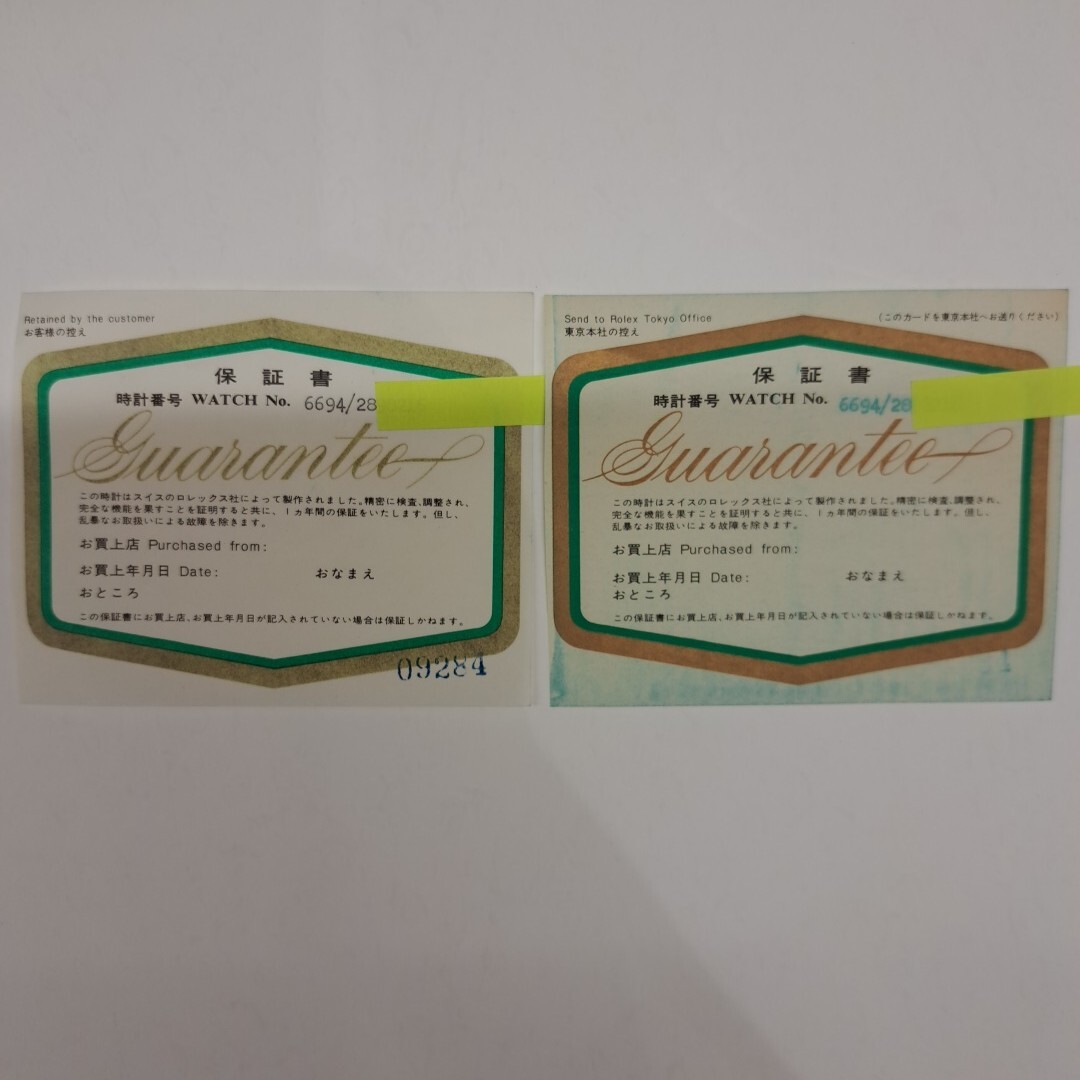 Retained by the customer
お客様の控え
保証書
時計番号 WATCH No. 6694/28
Guarantee
この時計はスイスのロレックス社によって製作されました。精密に検査、調整され、
完全な機能を果すことを証明すると共に、1ヵ年間の保証をいたします。但し、
乱暴なお取扱いによる故障を除きます。
お買上店 Purchased from:
お買上年月日 Date: おなまえ
おところ
この保証書にお買上店、お買上年月日が記入されていない場合は保証しかねます。
09284
Send to Rolex Tokyo Office (このカードを東京本社へお送りください)
東京本社の控え
保証書
時計番号 WATCH No. 6694/28
Guarantee
この時計はスイスのロレックス社によって製作されました。精密に検査、調整され、
完全な機能を果すことを証明すると共に、1ヵ年間の保証をいたします。但し、
乱暴なお取扱いによる故障を除きます。
お買上店 Purchased from:
お買上年月日 Date: おなまえ
おところ
この保証書にお買上店、お買上年月日が記入されていない場合は保証しかねます。